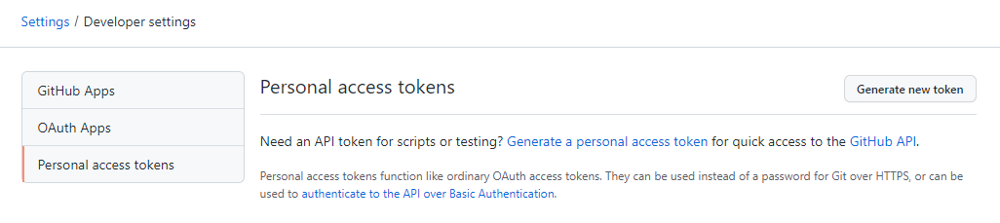 Settings / Developer settings
GitHub Apps
OAuth Apps
Personal access tokens
Personal access tokens
Generate new token
Need an API token for scripts or testing? Generate a personal access token for quick access to the GitHub API.
Personal access tokens function like ordinary OAuth access tokens. They can be used instead of a password for Git over HTTPS, or can be
used to authenticate to the API over Basic Authentication.